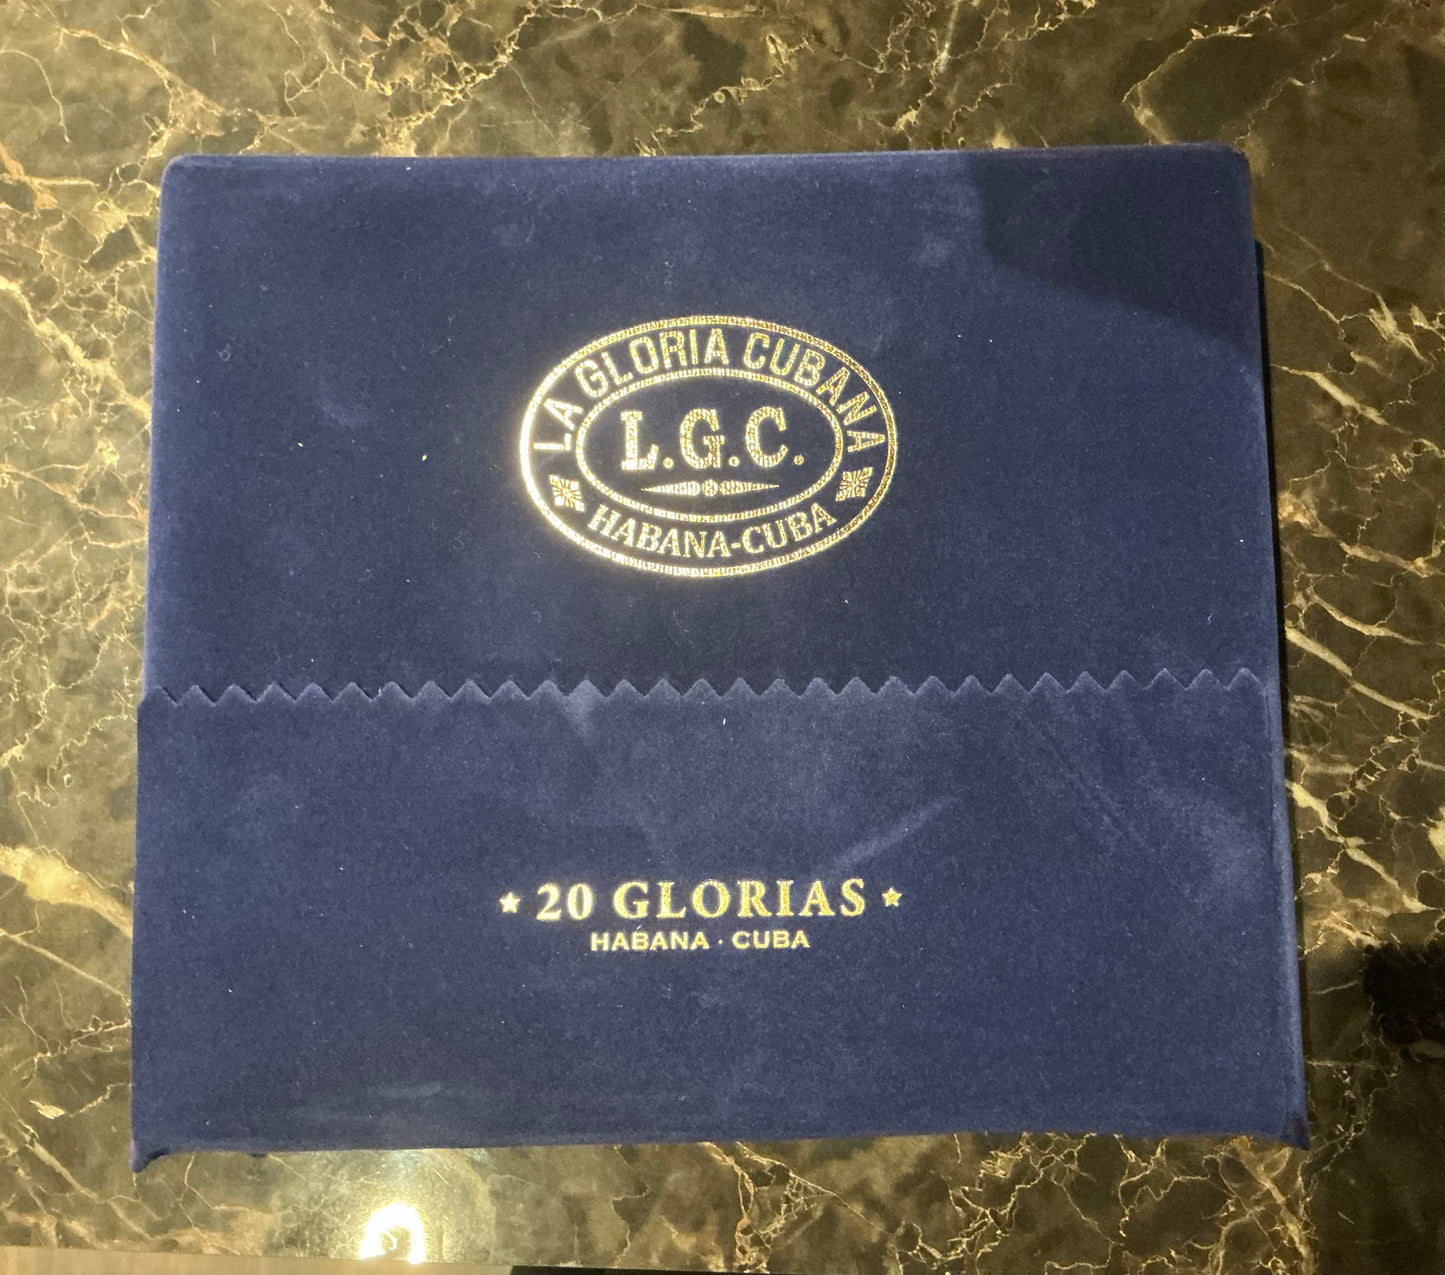 LA GLORIA CUBANA
L.G.C.
HABANA-CUBA
★ 20 GLORIAS ★
HABANA · CUBA